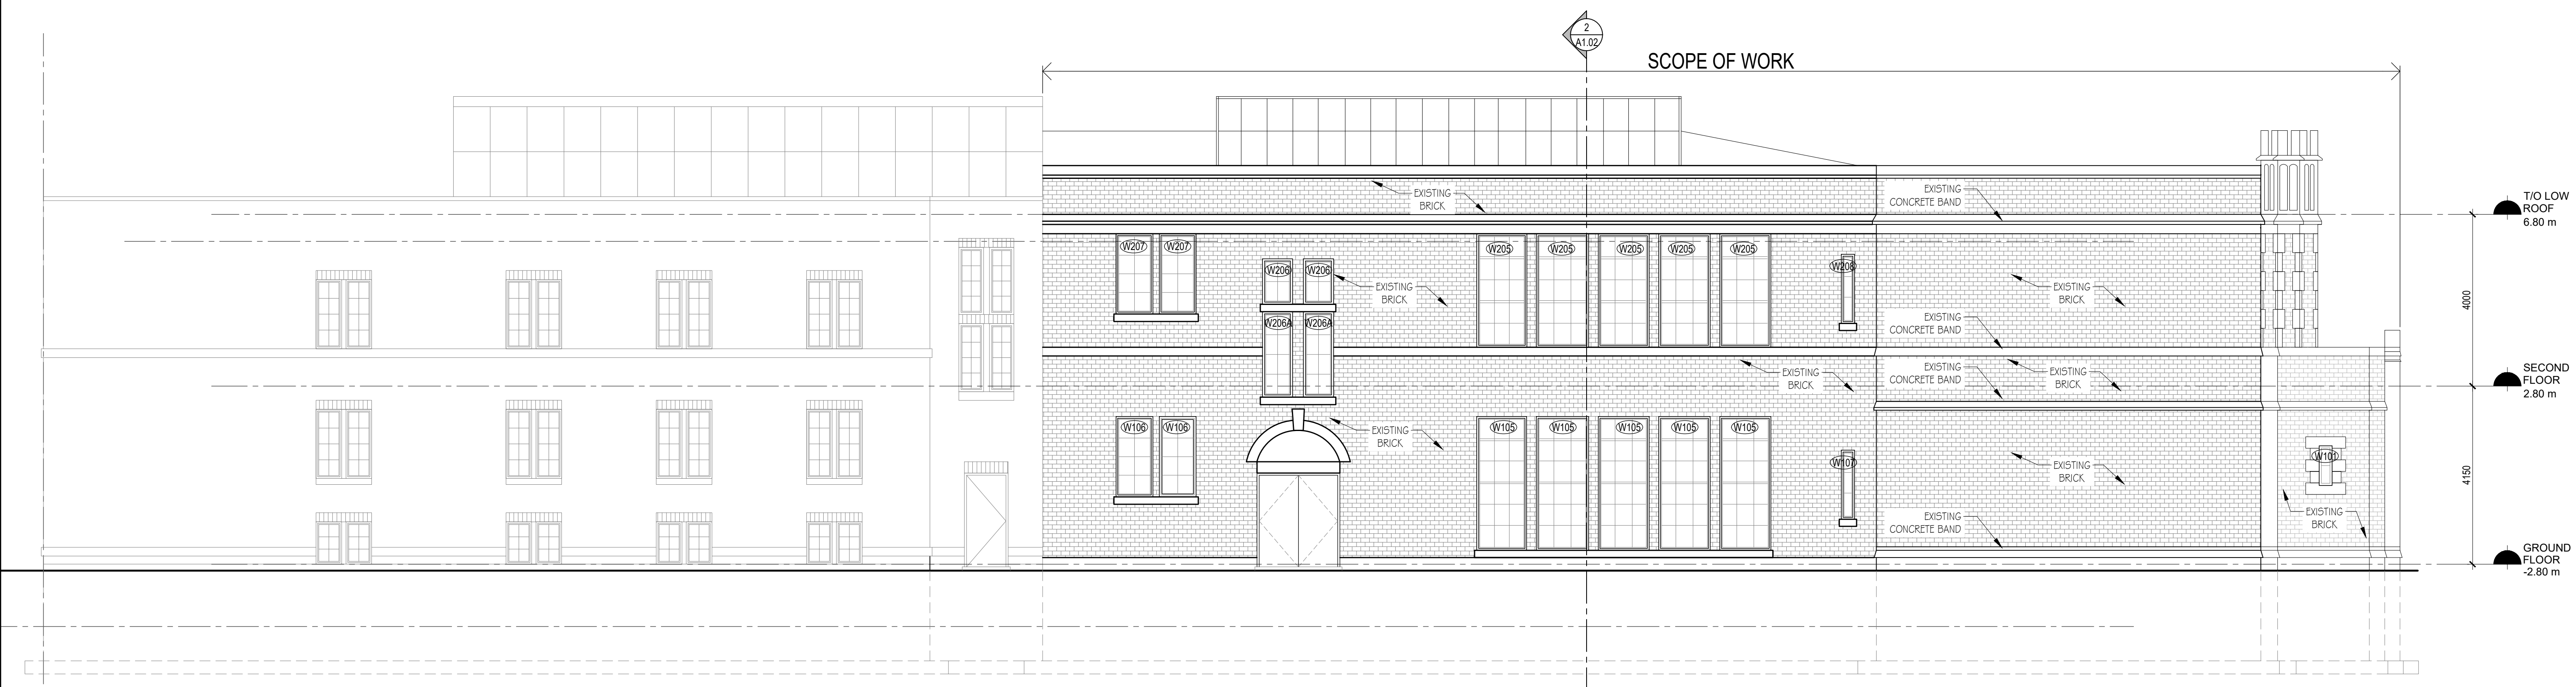 2
A1.02
SCOPE OF WORK
EXISTING
BRICK
EXISTING
CONCRETE BAND
T/O LOW
ROOF
6.80 m
W207
W207
W205
W205
W205
W205
W205
W206
W206
EXISTING
BRICK
W208
EXISTING
BRICK
4000
W206A
W206A
EXISTING
CONCRETE BAND
EXISTING
BRICK
EXISTING
CONCRETE BAND
EXISTING
BRICK
SECOND
FLOOR
2.80 m
W106
W106
EXISTING
BRICK
W105
W105
W105
W105
W105
W107
EXISTING
BRICK
W101
4150
EXISTING
CONCRETE BAND
EXISTING
BRICK
GROUND
FLOOR
-2.80 m